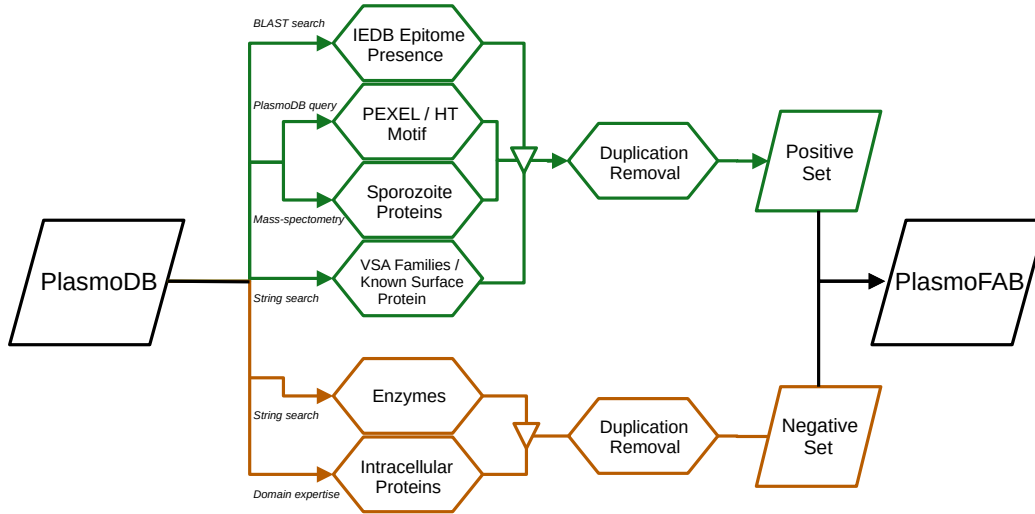 BLAST search
IEDB Epitome
Presence
PlasmoDB query
PEXEL / HT
Motif
Sporozoite
Proteins
Mass-spectometry
VSA Families /
Known Surface
Protein
String search
Duplication
Removal
Positive
Set
PlasmoDB
PlasmoFAB
Enzymes
String search
Intracellular
Proteins
Domain expertise
Duplication
Removal
Negative
Set